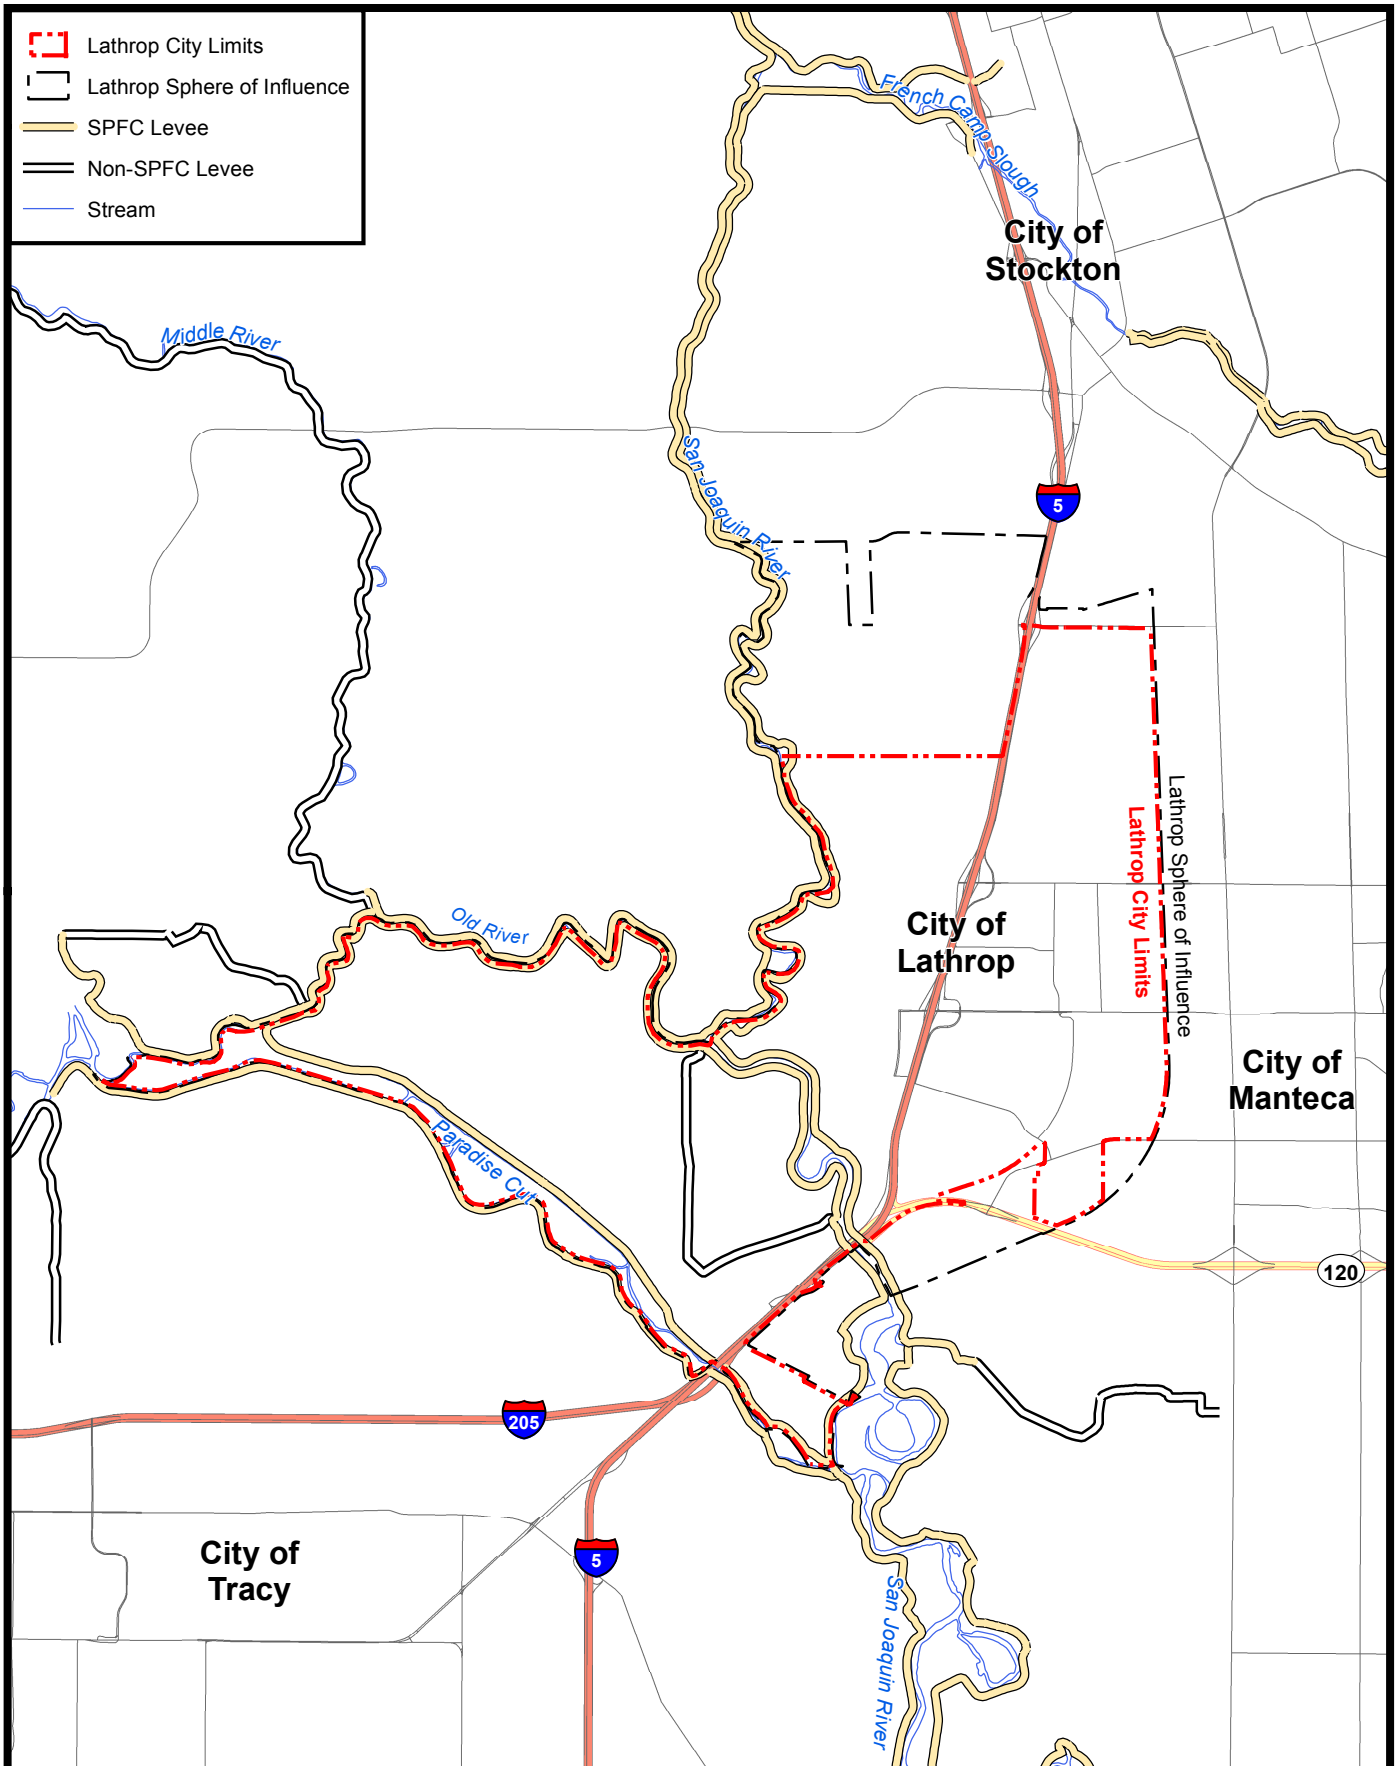 Lathrop City Limits
Lathrop Sphere of Influence
SPFC Levee
Non-SPFC Levee
Stream
French Camp Slough
City of
Stockton
Middle River
San Joaquin River
5
Lathrop Sphere of Influence
Lathrop City Limits
Old River
City of
Lathrop
City of
Manteca
Paradise Cut
120
205
City of
Tracy
5
San Joaquin River